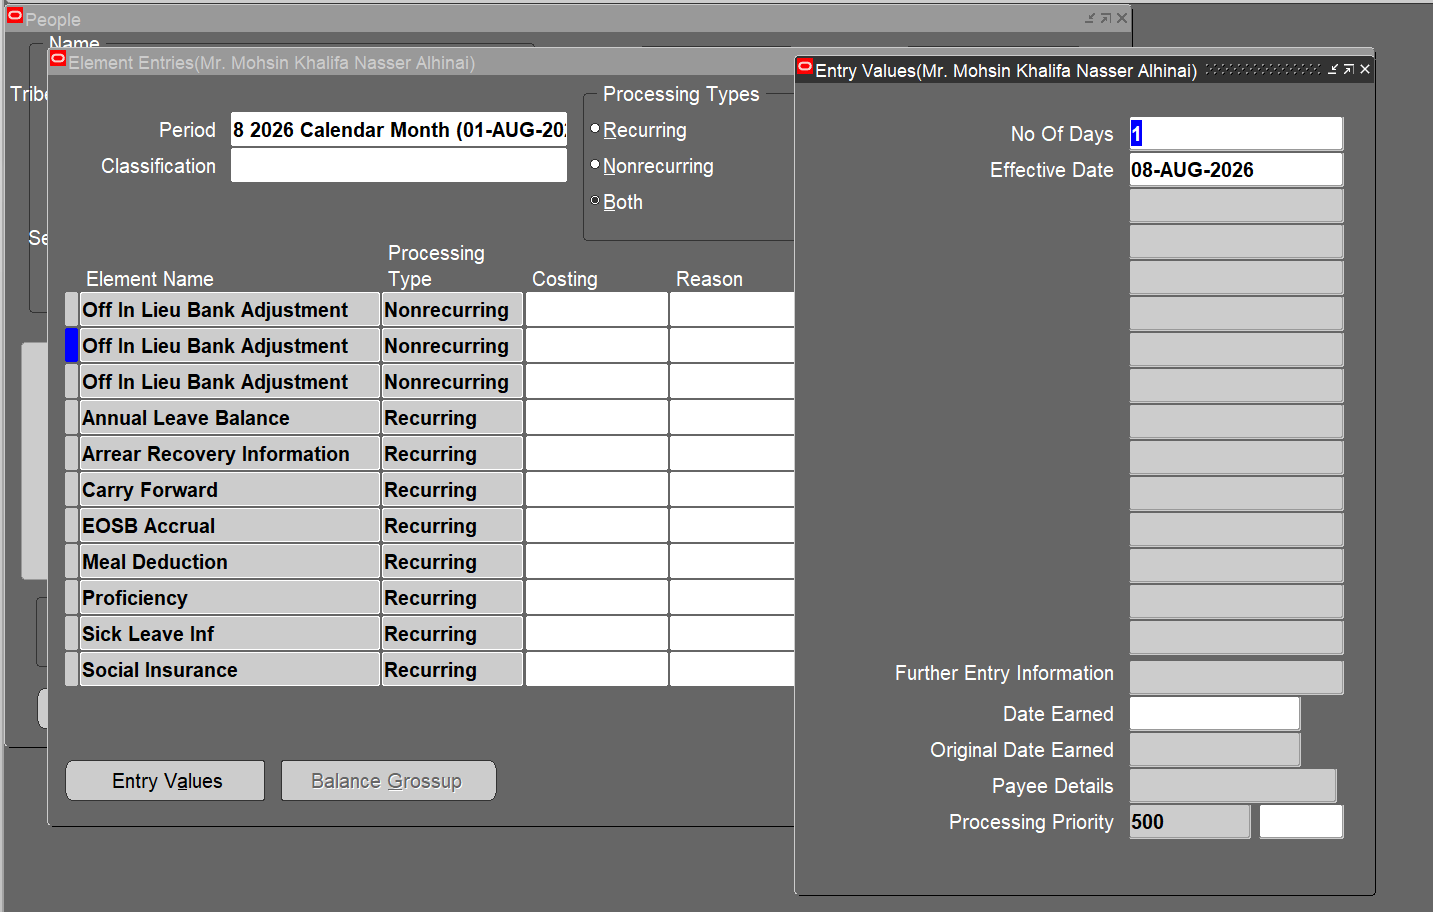 People
Name
Tribe
Se
Element Entries(Mr. Mohsin Khalifa Nasser Alhinai)
Period 8 2026 Calendar Month (01-AUG-20
Classification
Processing Types
Recurring
Nonrecurring
Both
Element Name Processing Type Costing Reason
Off In Lieu Bank Adjustment Nonrecurring
Off In Lieu Bank Adjustment Nonrecurring
Off In Lieu Bank Adjustment Nonrecurring
Annual Leave Balance Recurring
Arrear Recovery Information Recurring
Carry Forward Recurring
EOSB Accrual Recurring
Meal Deduction Recurring
Proficiency Recurring
Sick Leave Inf Recurring
Social Insurance Recurring
Entry Values Balance Grossup
Entry Values(Mr. Mohsin Khalifa Nasser Alhinai)
No Of Days 1
Effective Date 08-AUG-2026
Further Entry Information
Date Earned
Original Date Earned
Payee Details
Processing Priority 500